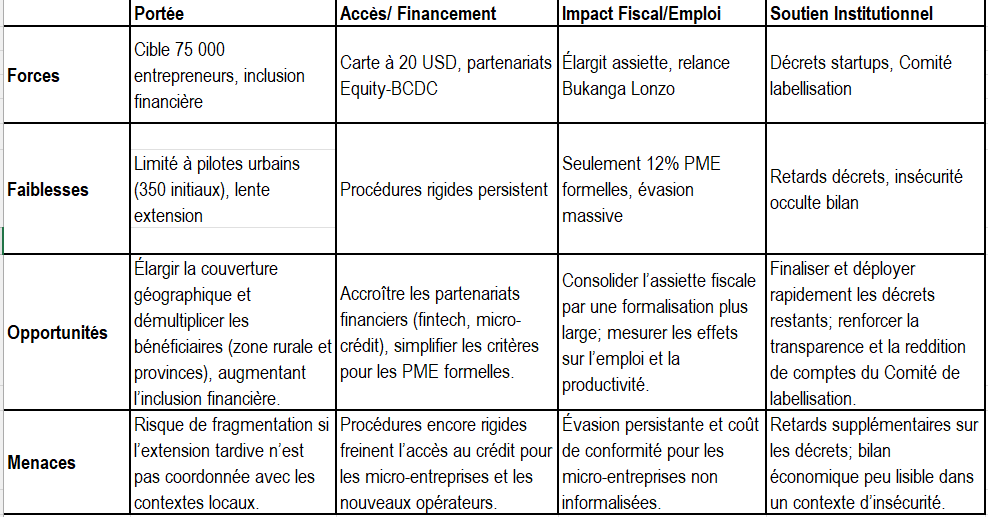 Portée
Accès/ Financement
Impact Fiscal/Emploi
Soutien Institutionnel
Forces
Cible 75 000
entrepreneurs, inclusion
financière
Carte à 20 USD, partenariats
Equity-BCDC
Élargit assiette, relance
Bukanga Lonzo
Décrets startups, Comité
labellisation
Faiblesses
Limité à pilotes urbains
(350 initiaux), lente
extension
Procédures rigides persistent
Seulement 12% PME
formelles, évasion
massive
Retards décrets, insécurité
occulte bilan
Opportunités
Élargir la couverture
géographique et
démultiplicer les
bénéficiaires (zone rurale et
provinces), augmentant
l’inclusion financière.
Accroître les partenariats
financiers (fintech, micro-
crédit), simplifier les critères
pour les PME formelles.
Consolider l’assiette fiscale
par une formalisation plus
large; mesurer les effets
sur l’emploi et la
productivité.
Finaliser et déployer
rapidement les décrets
restants; renforcer la
transparence et la reddition
de comptes du Comité de
labellisation.
Menaces
Risque de fragmentation si
l’extension tardive n’est
pas coordonnée avec les
contextes locaux.
Procédures encore rigides
freinent l’accès au crédit pour
les micro-entreprises et les
nouveaux opérateurs.
Évasion persistante et coût
de conformité pour les
micro-entreprises non
informalisées.
Retards supplémentaires sur
les décrets; bilan
économique peu lisible dans
un contexte d’insécurité.